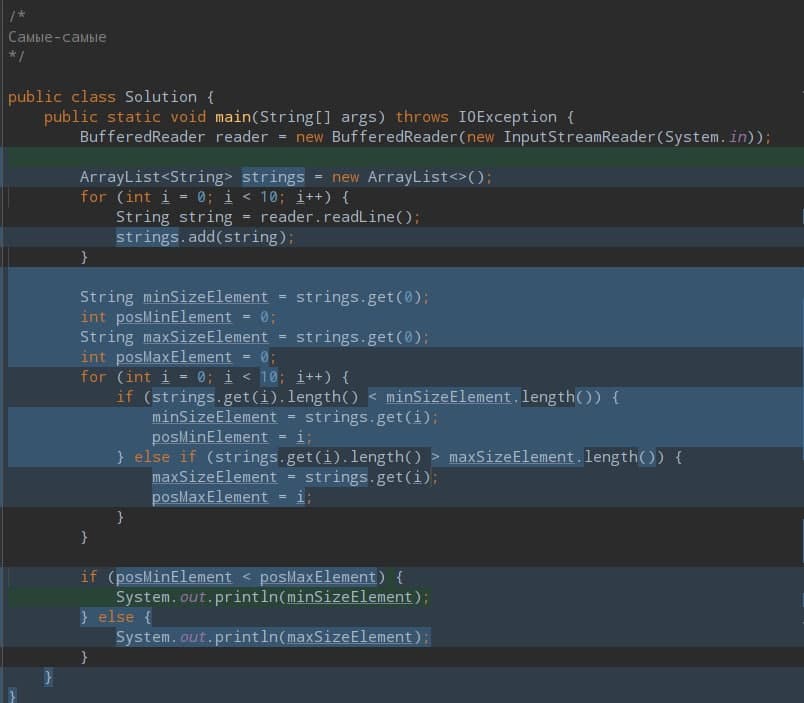 /*
Самые-самые
*/
public class Solution {
    public static void main(String[] args) throws IOException {
        BufferedReader reader = new BufferedReader(new InputStreamReader(System.in));
        ArrayList<String> strings = new ArrayList<>();
        for (int i = 0; i < 10; i++) {
            String string = reader.readLine();
            strings.add(string);
        }
        String minSizeElement = strings.get(0);
        int posMinElement = 0;
        String maxSizeElement = strings.get(0);
        int posMaxElement = 0;
        for (int i = 0; i < 10; i++) {
            if (strings.get(i).length() < minSizeElement.length()) {
                minSizeElement = strings.get(i);
                posMinElement = i;
            } else if (strings.get(i).length() > maxSizeElement.length()) {
                maxSizeElement = strings.get(i);
                posMaxElement = i;
            }
        }
        if (posMinElement < posMaxElement) {
            System.out.println(minSizeElement);
        } else {
            System.out.println(maxSizeElement);
        }
    }
}